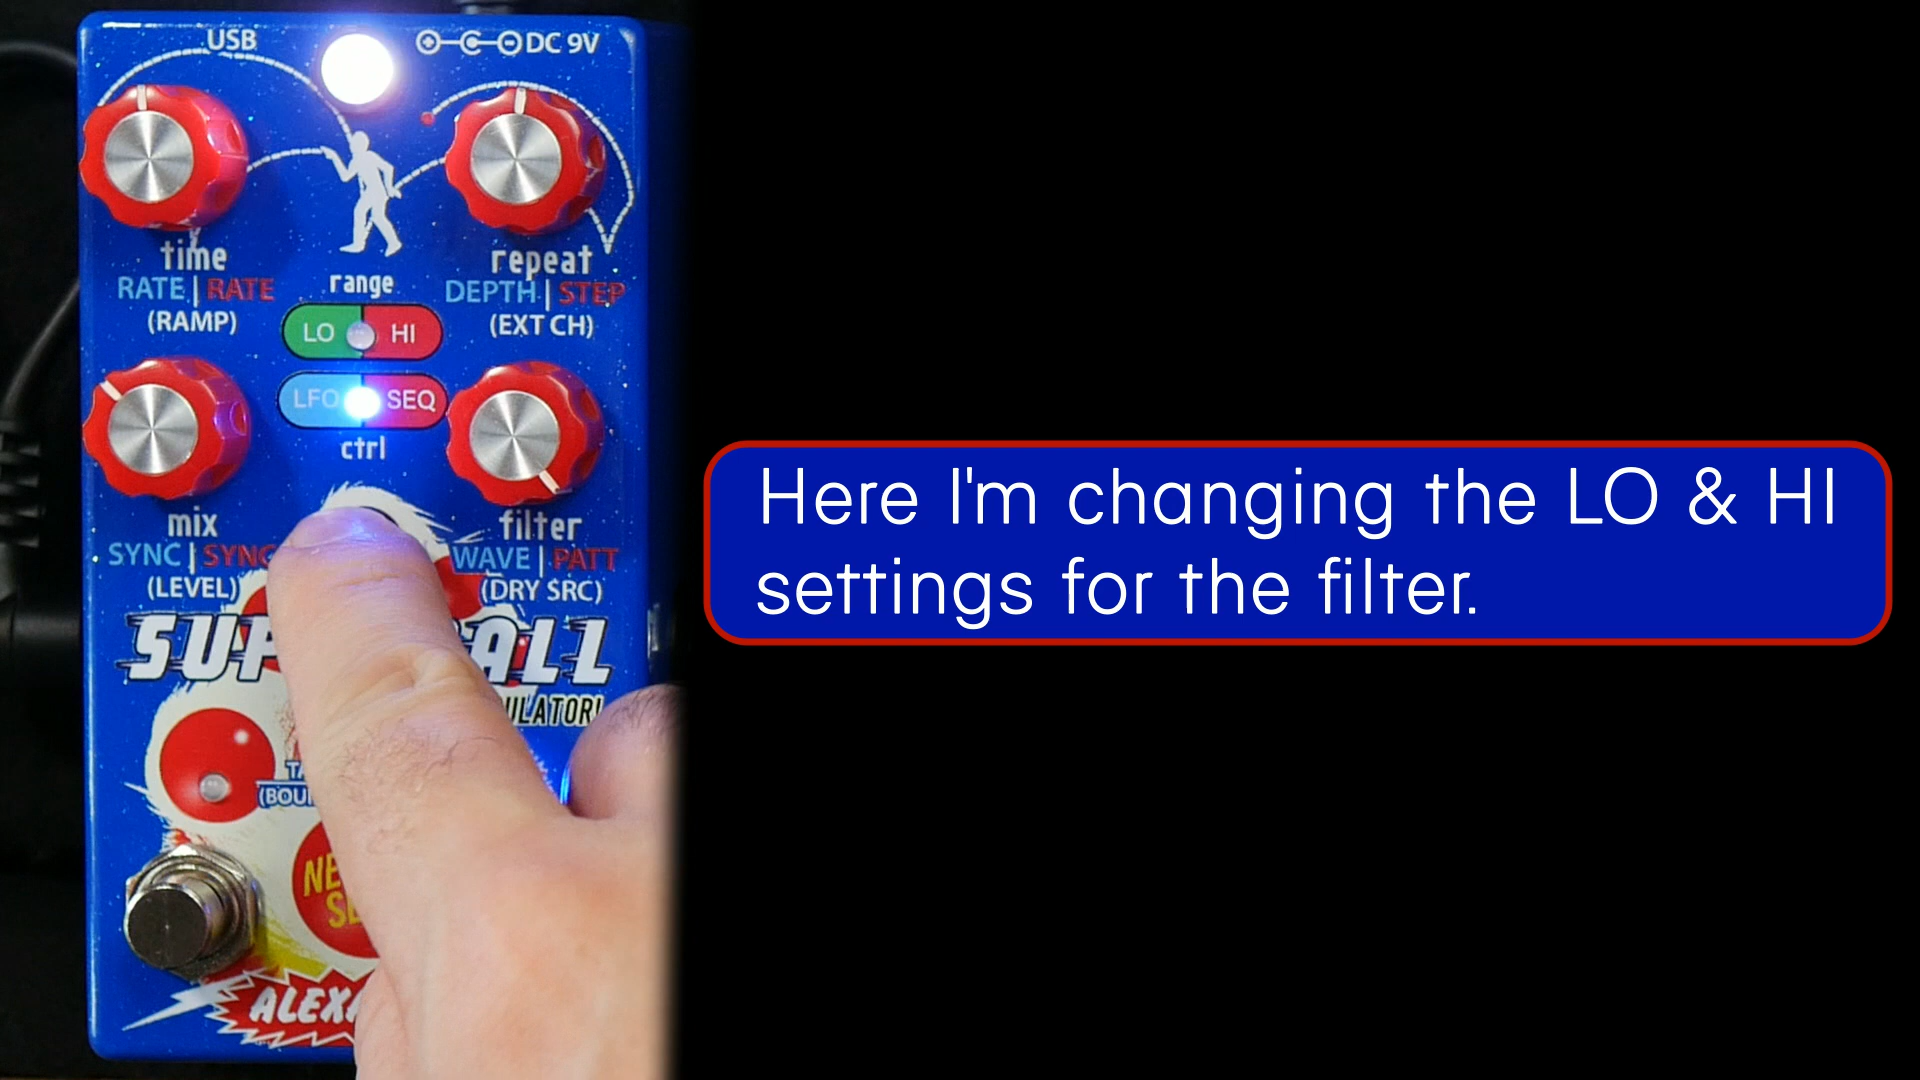 USB
DC 9V
time
RATE | RATE
(RAMP)
range
LO HI
repeat
DEPTH | STEP
(EXT CH)
LFO SEQ
ctrl
mix
SYNC | SYNC
(LEVEL)
filter
WAVE | PATT
(DRY SRC)
Here I'm changing the LO & HI
settings for the filter.